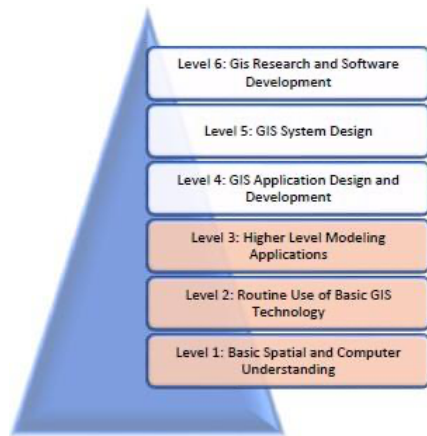 Level 6: Gis Research and Software
Development
Level 5: GIS System Design
Level 4: GIS Application Design and
Development
Level 3: Higher Level Modeling
Applications
Level 2: Routine Use of Basic GIS
Technology
Level 1: Basic Spatial and Computer
Understanding